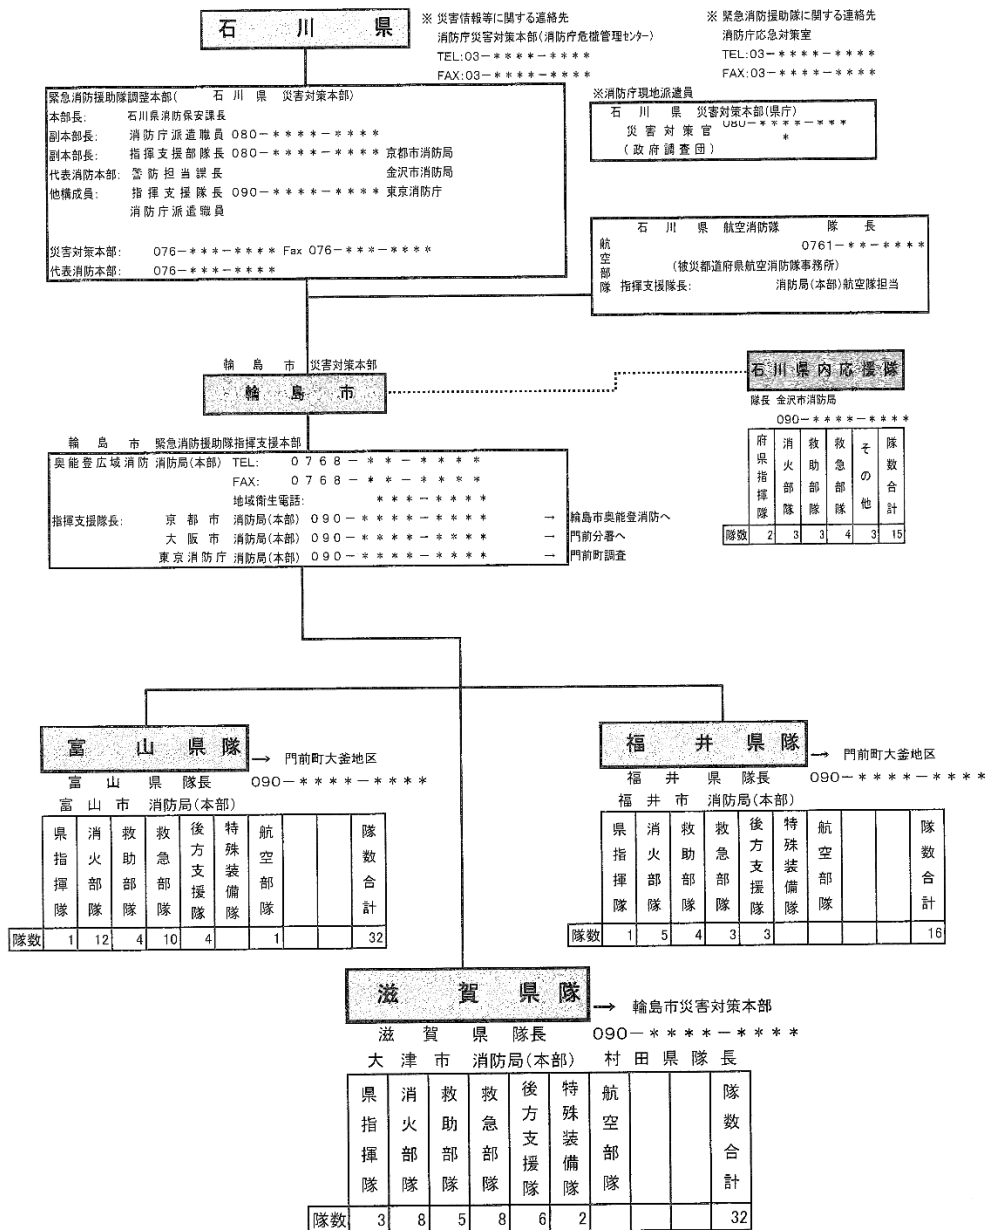 石川県
※ 災害情報等に関する連絡先
消防庁災害対策本部(消防庁危機管理センター)
TEL:03-****-****
FAX:03-****-****
※ 緊急消防援助隊に関する連絡先
消防庁応急対策室
TEL:03-****-****
FAX:03-****-****
緊急消防援助隊調整本部( 石川県 災害対策本部)
本部長: 石川県消防保安課長
副本部長: 消防庁派遣職員 080-****-****
副本部長: 指揮支援部隊長 080-****-**** 京都市消防局
代表消防本部: 警防担当課長 金沢市消防局
他構成員: 指揮支援隊長 090-****-**** 東京消防庁
消防庁派遣職員
災害対策本部: 076-***-**** Fax 076-***-****
代表消防本部: 076-***-****
※消防庁現地派遣員
石川県 災害対策本部(県庁)
災害対策官 080-****-***
*
(政府調査団)
航空部隊
石川県 航空消防隊 隊長
0761-**-****
(被災都道府県航空消防隊事務所)
指揮支援隊長: 消防局(本部)航空隊担当
輪島市 災害対策本部
輪島市
石川県内応援隊
隊長 金沢市消防局
090-****-****
府県指揮隊 消火部隊 救助部隊 救急部隊 その他 隊数合計
隊数 2 3 3 4 3 15
輪島市 緊急消防援助隊指揮支援本部
奥能登広域消防 消防局(本部) TEL: 0768-**-****
FAX: 0768-**-****
地域衛生電話: ***-****
指揮支援隊長: 京都市 消防局(本部) 090-****-**** → 輪島市奥能登消防へ
大阪市 消防局(本部) 090-****-**** → 門前分署へ
東京消防庁 消防局(本部) 090-****-**** → 門前町調査
富山県隊
→ 門前町大釜地区
富山県 隊長 090-****-****
富山市 消防局(本部)
県指揮隊 消火部隊 救助部隊 救急部隊 後方支援隊 特殊装備隊 航空部隊 隊数合計
隊数 1 12 4 10 4 1 32
福井県隊
→ 門前町大釜地区
福井県 隊長 090-****-****
福井市 消防局(本部)
県指揮隊 消火部隊 救助部隊 救急部隊 後方支援隊 特殊装備隊 航空部隊 隊数合計
隊数 1 5 4 3 3 16
滋賀県隊
→ 輪島市災害対策本部
滋賀県 隊長 090-****-****
大津市 消防局(本部) 村田県隊長
県指揮隊 消火部隊 救助部隊 救急部隊 後方支援隊 特殊装備隊 航空部隊 隊数合計
隊数 3 8 5 8 6 2 32